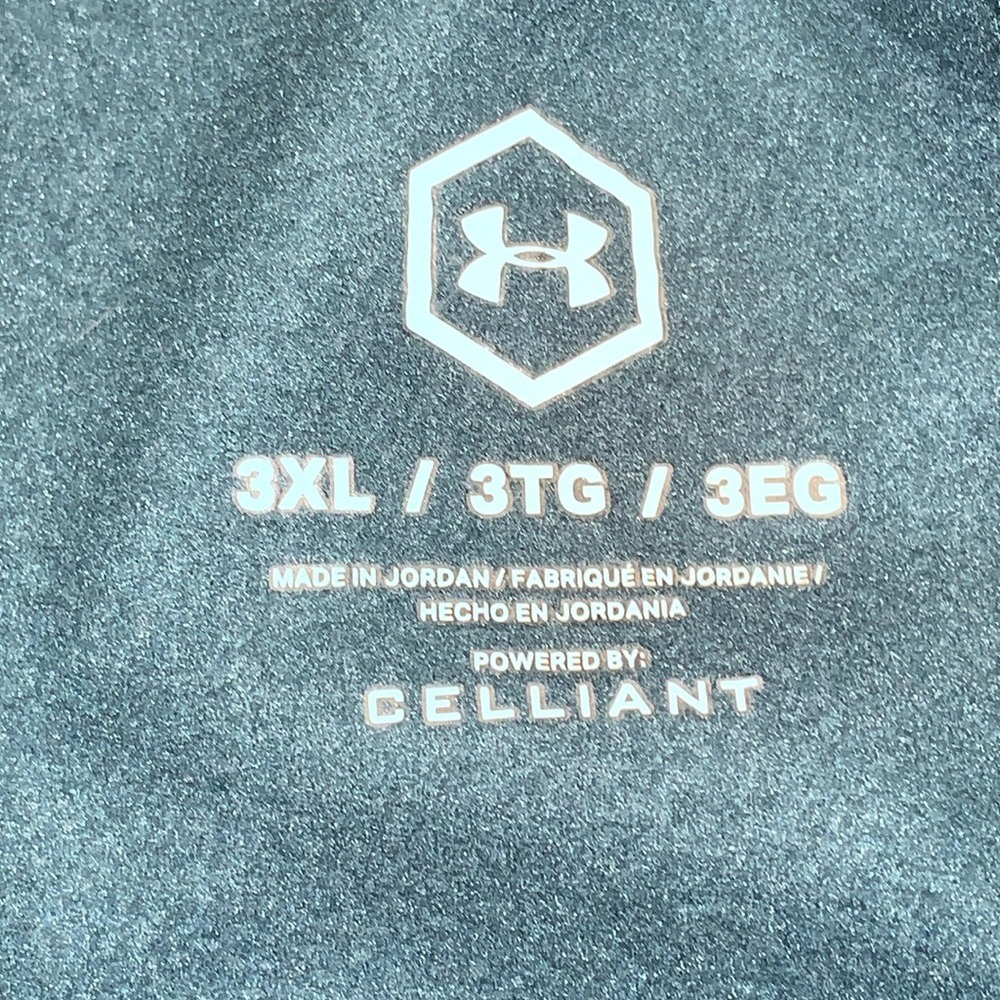 3XL / 3TG / 3EG
MADE IN JORDAN / FABRIQUÉ EN JORDANIE /
HECHO EN JORDANIA
POWERED BY:
CELLIANT